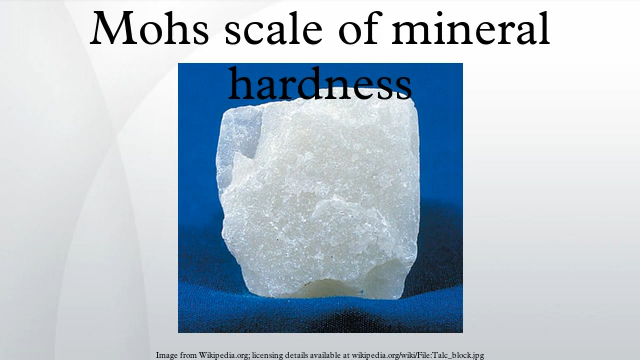 Mohs scale of mineral
hardness
Image from Wikipedia.org; licensing details available at wikipedia.org/wiki/File:Talc_block.jpg